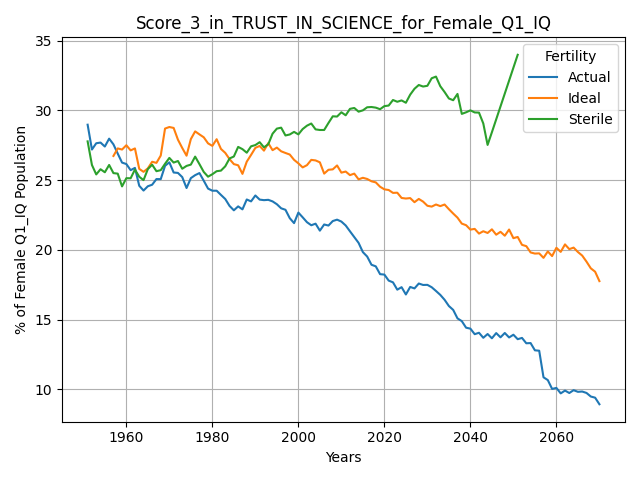 Score_3_in_TRUST_IN_SCIENCE_for_Female_Q1_IQ
35
30
25
20
15
10
% of Female Q1_IQ Population
Fertility
Actual
Ideal
Sterile
1960 1980 2000 2020 2040 2060
Years